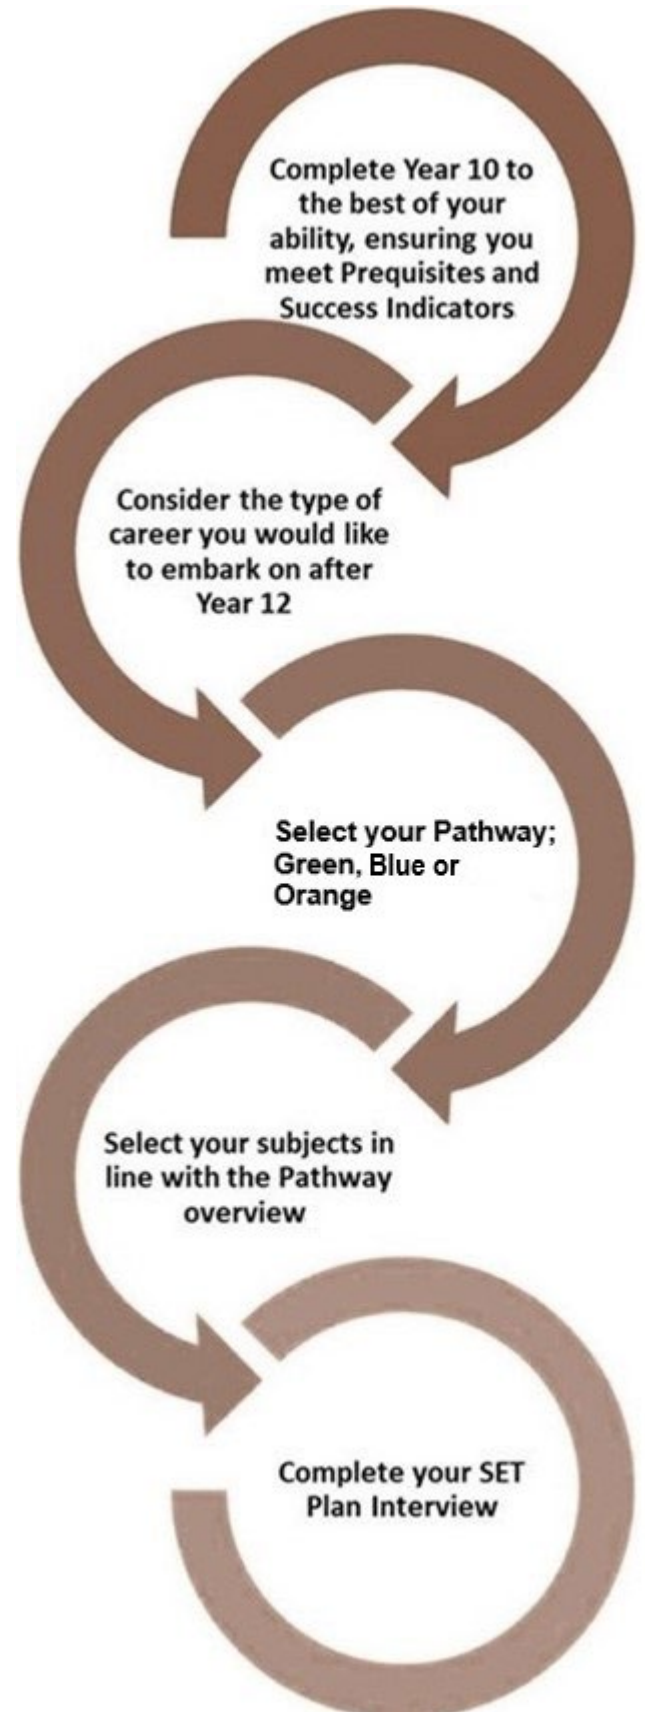 Complete Year 10 to
the best of your
ability, ensuring you
meet Prequisites and
Success Indicators
Consider the type of
career you would like
to embark on after
Year 12
Select your Pathway;
Green, Blue or
Orange
Select your subjects in
line with the Pathway
overview
Complete your SET
Plan Interview